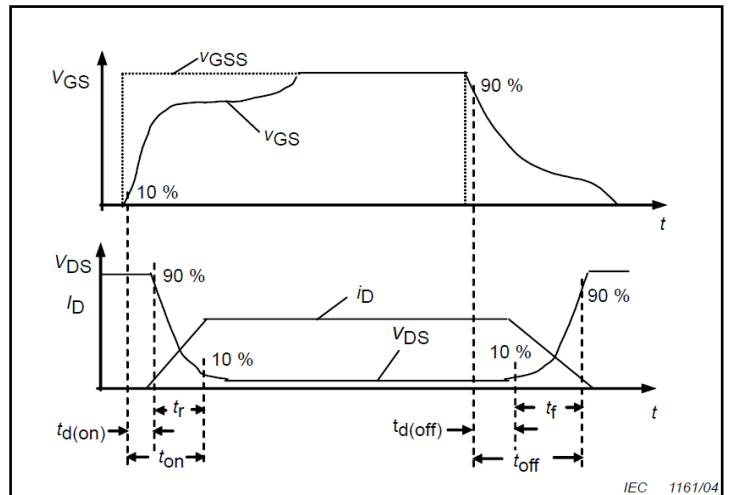 vGSS
VGS
90 %
vGS
10 %
t
VDS
90 %
ID
iD
90 %
VDS
10 %
10 %
tr
tf
t
td(on)
td(off)
ton
toff
IEC 1161/04